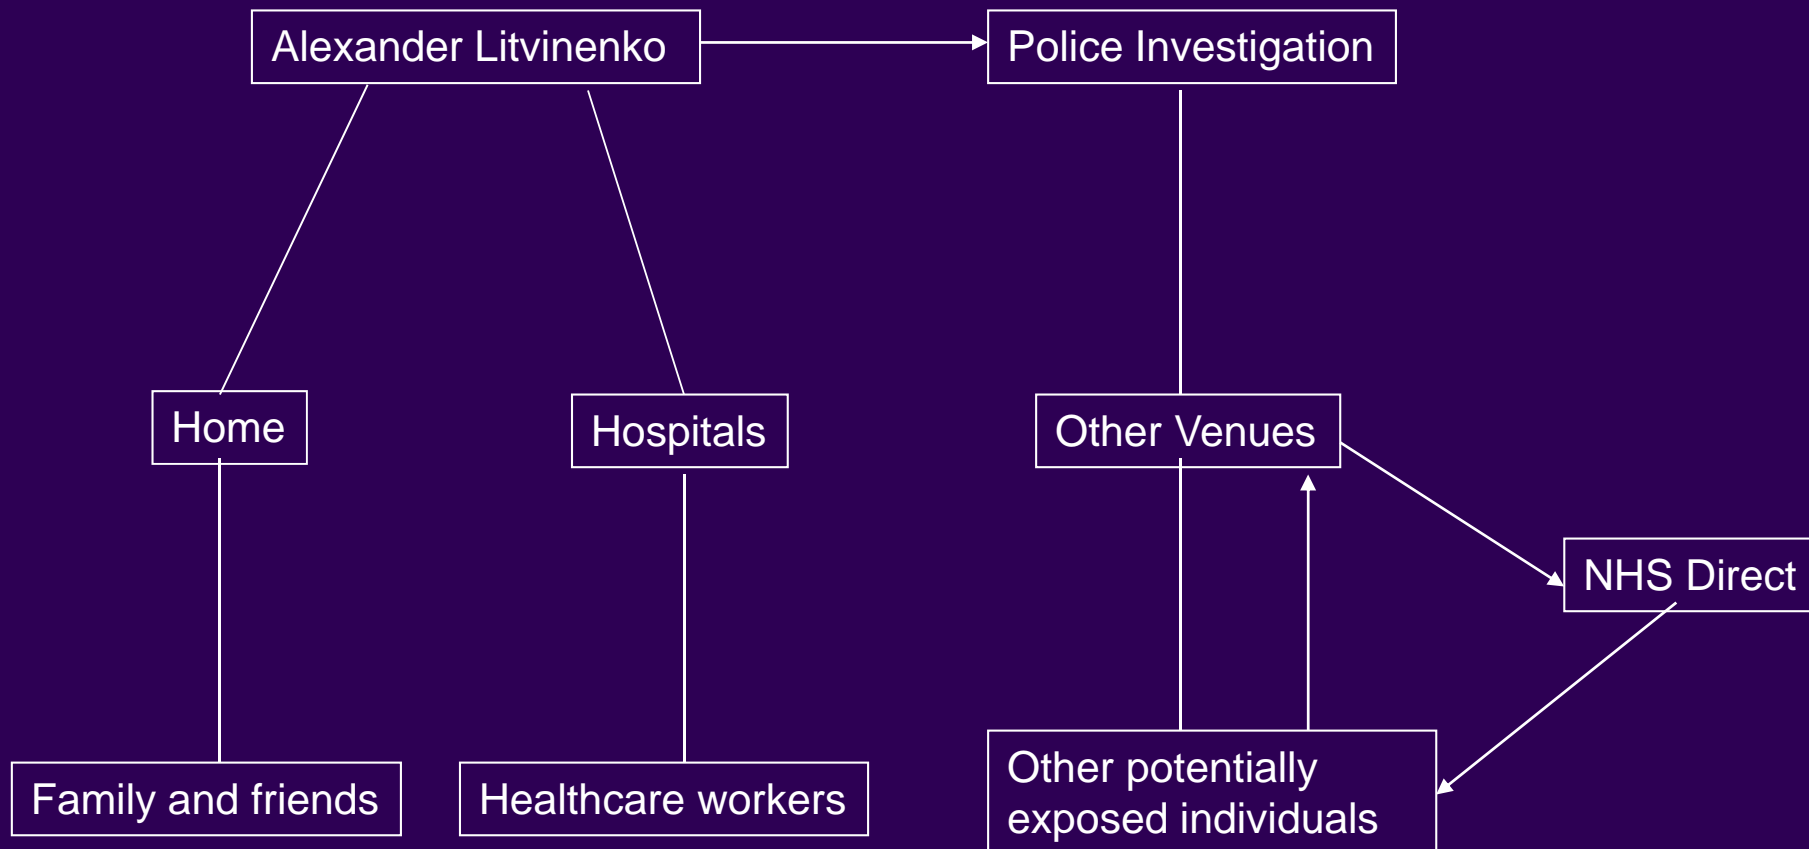 Alexander Litvinenko
Police Investigation
Home
Hospitals
Other Venues
NHS Direct
Family and friends
Healthcare workers
Other potentially
exposed individuals